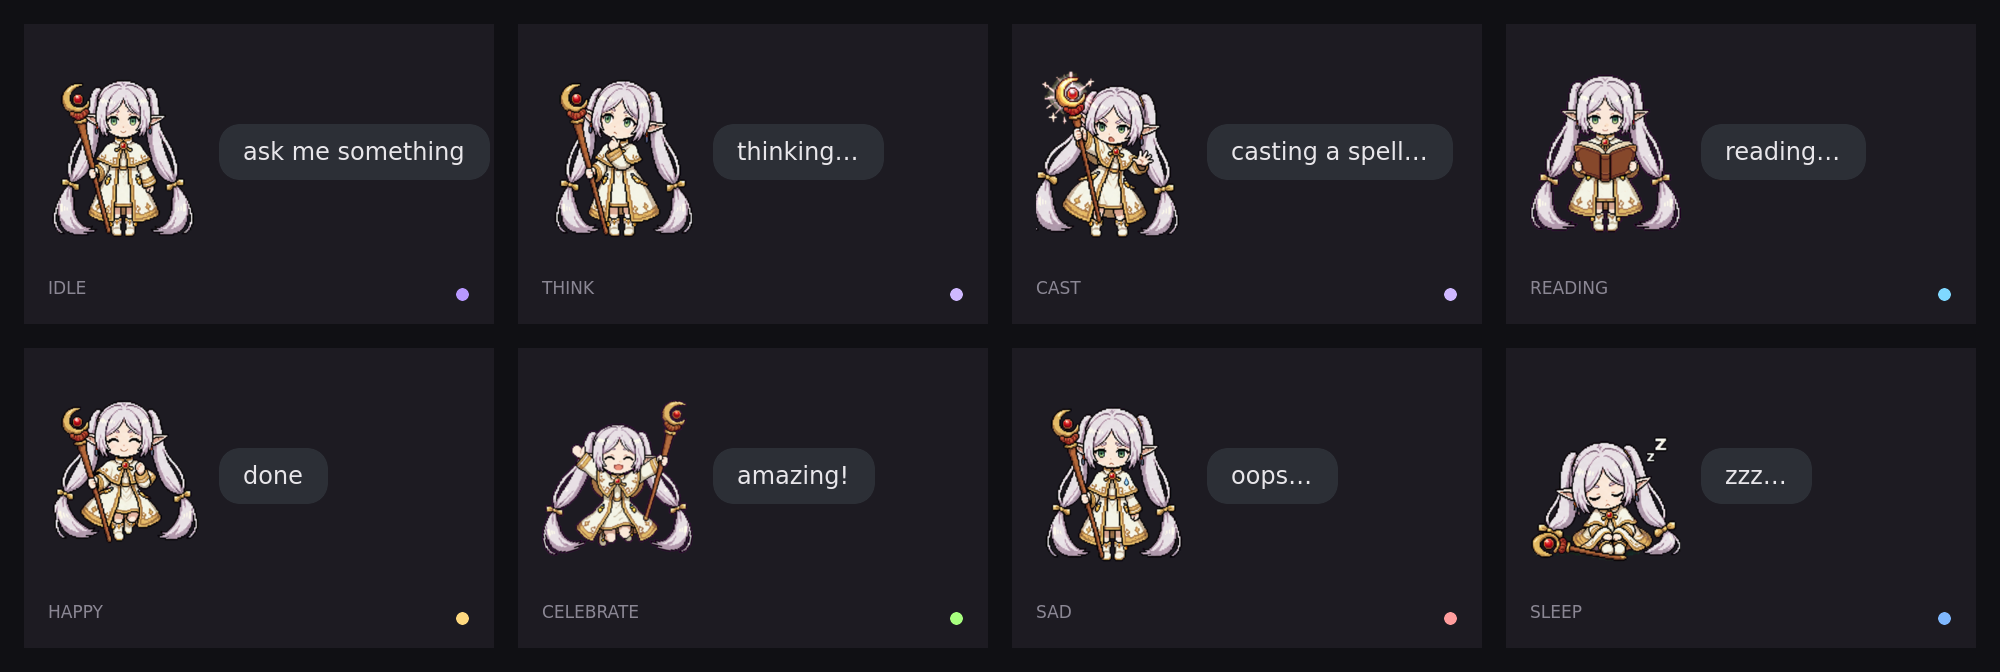 ask me something
thinking...
casting a spell...
reading...
IDLE
THINK
CAST
READING
done
amazing!
oops...
z
z
zzz...
HAPPY
CELEBRATE
SAD
SLEEP